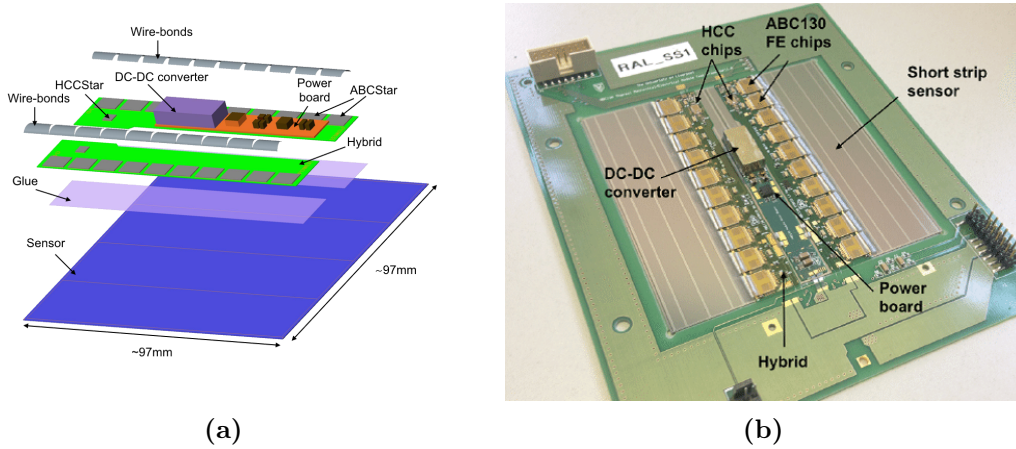 Wire-bonds
DC-DC converter
HCCStar
Power
board
ABCStar
Wire-bonds
Hybrid
Glue
Sensor
~97mm
~97mm
(a)
HCC
chips
ABC130
FE chips
RAL_SS1
Short strip
sensor
DC-DC
converter
Power
board
Hybrid
(b)